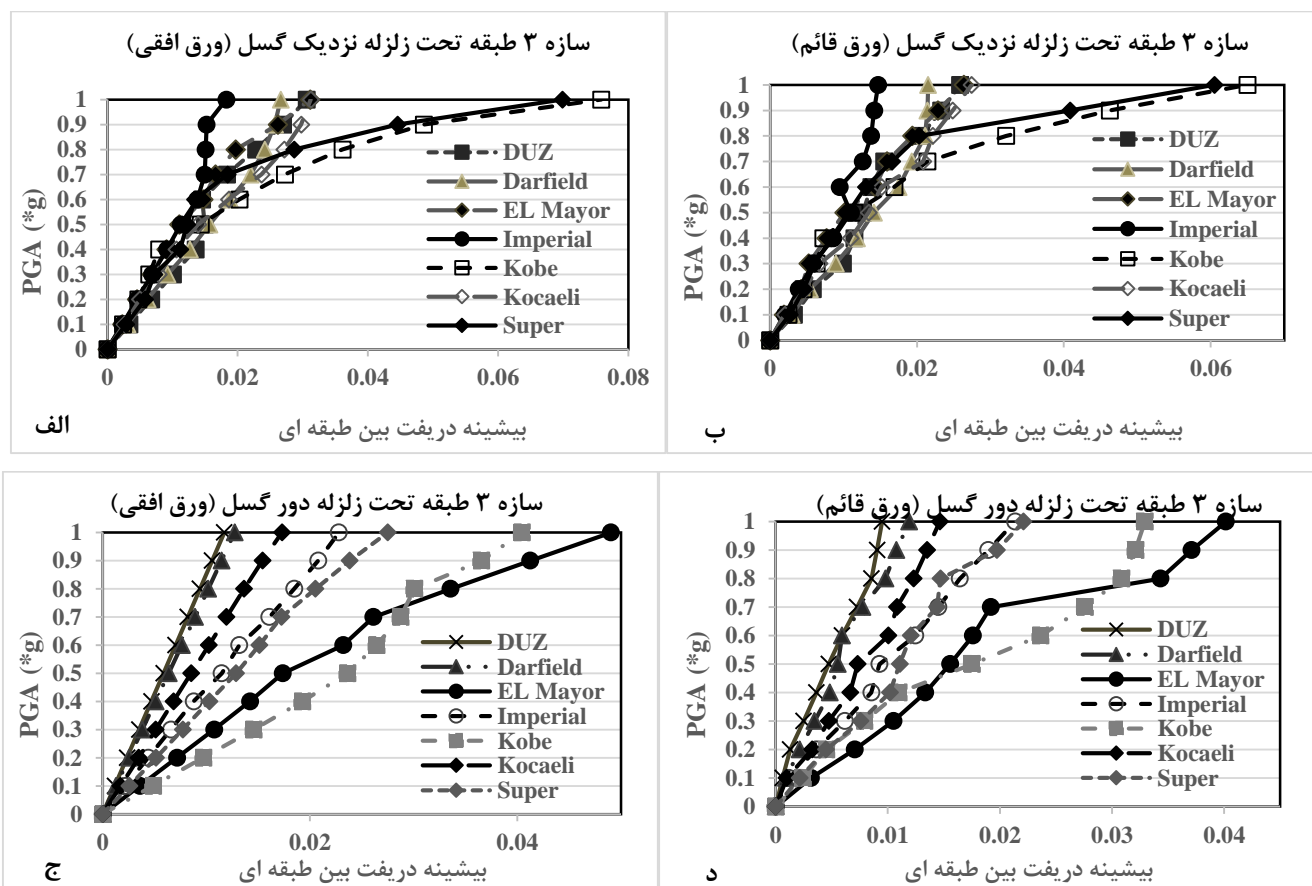 سازه ۳ طبقه تحت زلزله نزدیک گسل (ورق افقی)
PGA (*g)
1
0.9
0.8
0.7
0.6
0.5
0.4
0.3
0.2
0.1
0
0 0.02 0.04 0.06 0.08
DUZ
Darfield
EL Mayor
Imperial
Kobe
Kocaeli
Super
بیشینه دریفت بین طبقه ای
الف
سازه ۳ طبقه تحت زلزله نزدیک گسل (ورق قائم)
PGA (*g)
1
0.9
0.8
0.7
0.6
0.5
0.4
0.3
0.2
0.1
0
0 0.02 0.04 0.06
DUZ
Darfield
EL Mayor
Imperial
Kobe
Kocaeli
Super
بیشینه دریفت بین طبقه ای
ب
سازه ۳ طبقه تحت زلزله دور گسل (ورق افقی)
PGA (*g)
1
0.9
0.8
0.7
0.6
0.5
0.4
0.3
0.2
0.1
0
0 0.02 0.04
DUZ
Darfield
EL Mayor
Imperial
Kobe
Kocaeli
Super
بیشینه دریفت بین طبقه ای
ج
سازه ۳ طبقه تحت زلزله دور گسل (ورق قائم)
PGA (*g)
1
0.9
0.8
0.7
0.6
0.5
0.4
0.3
0.2
0.1
0
0 0.01 0.02 0.03 0.04
DUZ
Darfield
EL Mayor
Imperial
Kobe
Kocaeli
Super
بیشینه دریفت بین طبقه ای
د